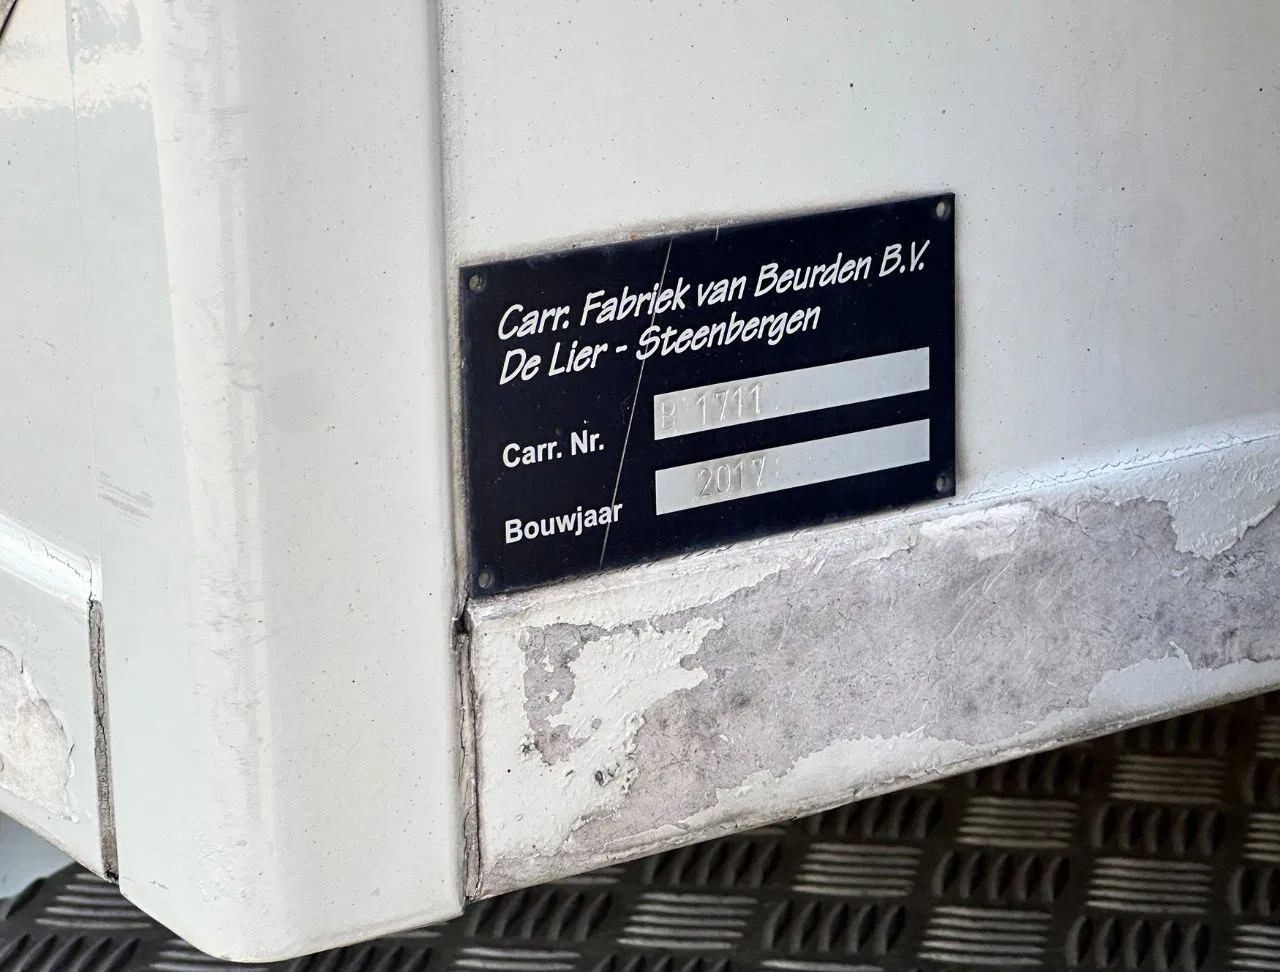 Carr. Fabriek van Beurden B.V.
De Lier - Steenbergen
Carr. Nr. B 1711
Bouwjaar 2017